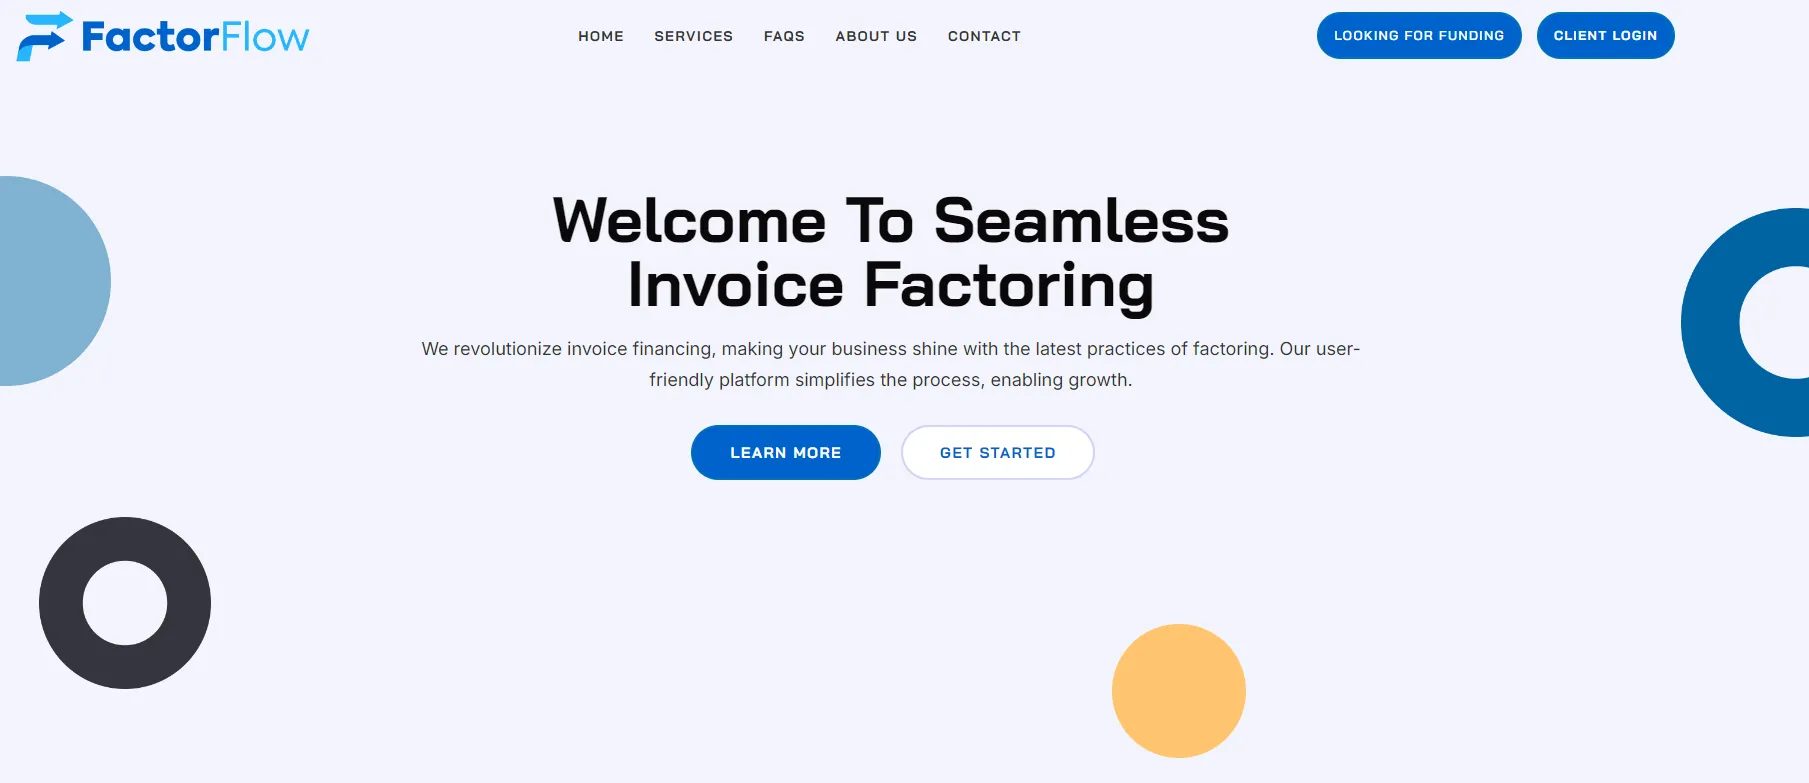 FactorFlow
HOME
SERVICES
FAQS
ABOUT US
CONTACT
LOOKING FOR FUNDING
CLIENT LOGIN
Welcome To Seamless
Invoice Factoring
We revolutionize invoice financing, making your business shine with the latest practices of factoring. Our user-
friendly platform simplifies the process, enabling growth.
LEARN MORE
GET STARTED